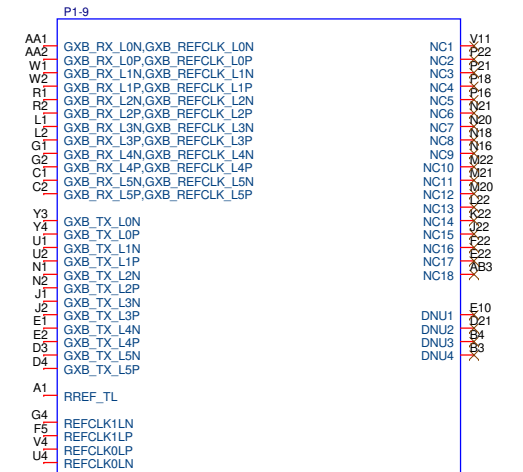 P1-9
AA1 GXB_RX_L0N,GXB_REFCLK_L0N NC1 V11
AA2 GXB_RX_L0P,GXB_REFCLK_L0P NC2 P22
W1 GXB_RX_L1N,GXB_REFCLK_L1N NC3 P21
W2 GXB_RX_L1P,GXB_REFCLK_L1P NC4 P18
R1 GXB_RX_L2N,GXB_REFCLK_L2N NC5 P16
R2 GXB_RX_L2P,GXB_REFCLK_L2P NC6 N21
L1 GXB_RX_L3N,GXB_REFCLK_L3N NC7 N20
L2 GXB_RX_L3P,GXB_REFCLK_L3P NC8 N18
G1 GXB_RX_L4N,GXB_REFCLK_L4N NC9 N16
G2 GXB_RX_L4P,GXB_REFCLK_L4P NC10 M22
C1 GXB_RX_L5N,GXB_REFCLK_L5N NC11 M21
C2 GXB_RX_L5P,GXB_REFCLK_L5P NC12 M20
NC13 L22
Y3 GXB_TX_L0N NC14 K22
Y4 GXB_TX_L0P NC15 J22
U1 GXB_TX_L1N NC16 F22
U2 GXB_TX_L1P NC17 E22
N1 GXB_TX_L2N NC18 AB3
N2 GXB_TX_L2P
J1 GXB_TX_L3N
J2 GXB_TX_L3P DNU1 E10
E1 GXB_TX_L4N DNU2 D21
E2 GXB_TX_L4P DNU3 B4
D3 GXB_TX_L5N DNU4 B3
D4 GXB_TX_L5P
A1 RREF_TL
G4 REFCLK1LN
F5 REFCLK1LP
V4 REFCLK0LP
U4 REFCLK0LN